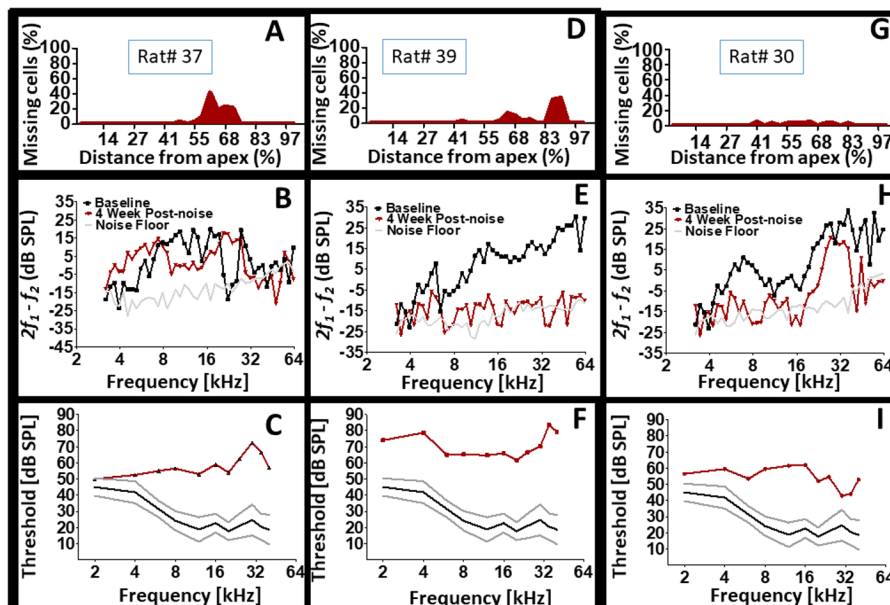 A
Rat# 37
Missing cells (%)
100
80
60
40
20
0
14 27 41 55 68 83 97
Distance from apex (%)
D
Rat# 39
Missing cells (%)
100
80
60
40
20
0
14 27 41 55 68 83 97
Distance from apex (%)
G
Rat# 30
Missing cells (%)
100
80
60
40
20
0
14 27 41 55 68 83 97
Distance from apex (%)
B
Baseline
4 Week Post-noise
Noise Floor
2f1 - f2 (dB SPL)
35
25
15
5
-5
-15
-25
-35
-45
2 4 8 16 32 64
Frequency [kHz]
E
Baseline
4 Week Post-noise
Noise Floor
2f1 - f2 (dB SPL)
35
25
15
5
-5
-15
-25
-35
2 4 8 16 32 64
Frequency [kHz]
H
Baseline
4 Week Post-noise
Noise Floor
2f1 - f2 (dB SPL)
35
25
15
5
-5
-15
-25
-35
2 4 8 16 32 64
Frequency [kHz]
C
Threshold [dB SPL]
90
80
70
60
50
40
30
20
10
2 4 8 16 32 64
Frequency [kHz]
F
Threshold [dB SPL]
90
80
70
60
50
40
30
20
10
2 4 8 16 32 64
Frequency [kHz]
I
Threshold [dB SPL]
90
80
70
60
50
40
30
20
10
2 4 8 16 32 64
Frequency [kHz]